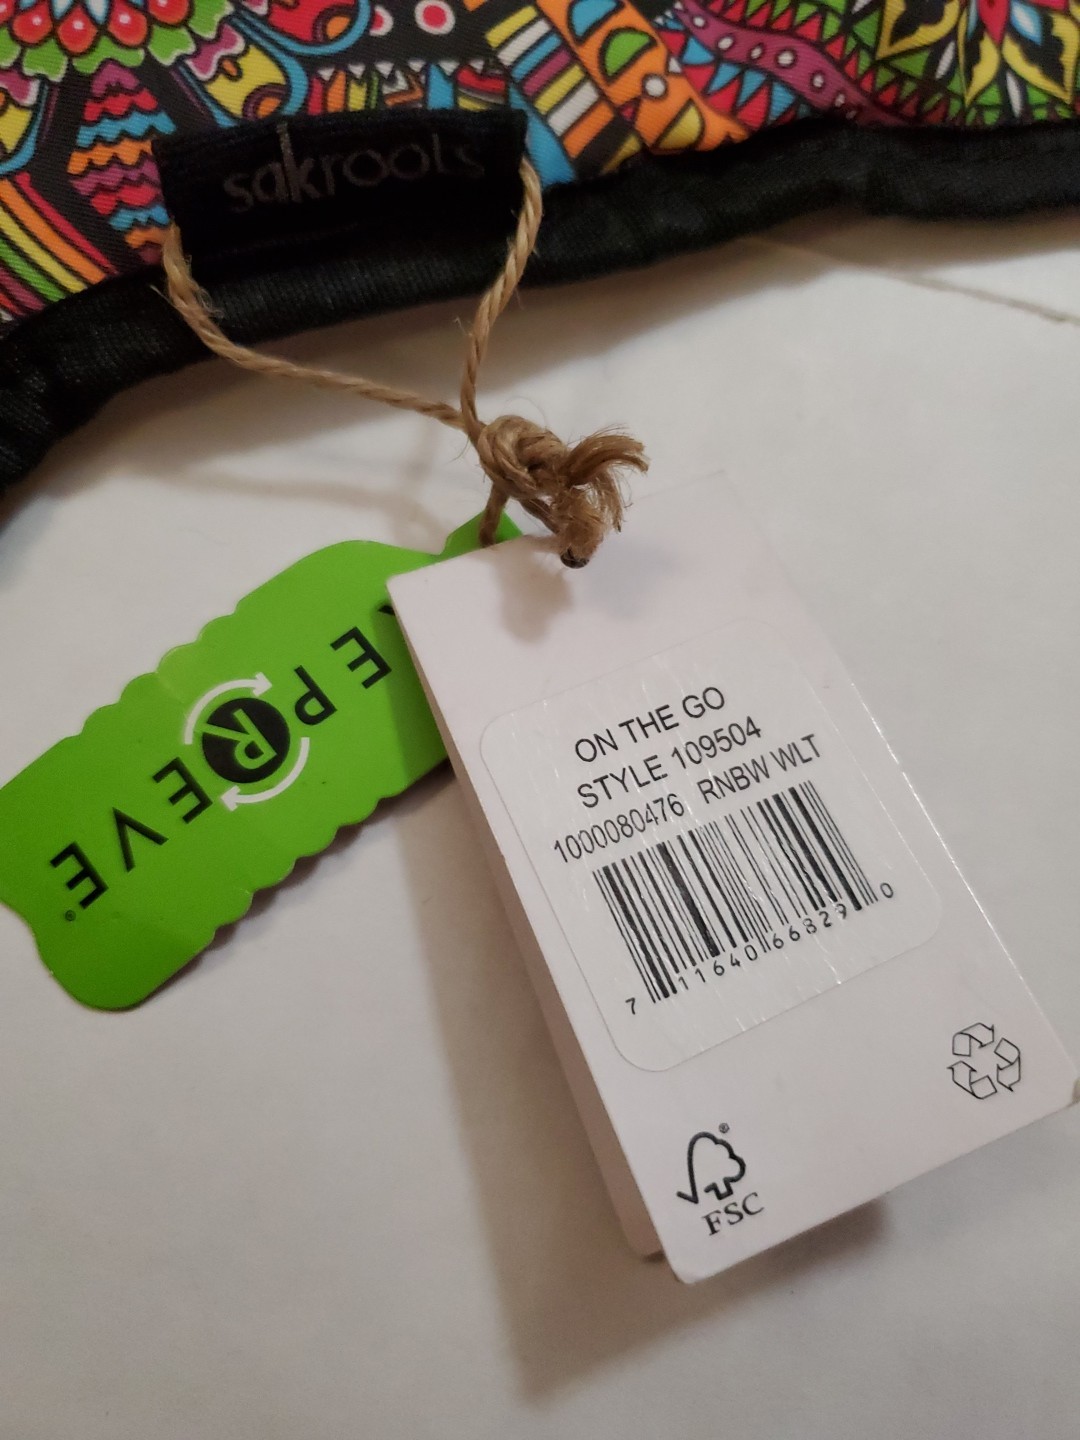 sakroots
REPREVE®
R
ON THE GO
STYLE 109504
1000080476 RNBW WLT
7 11640 66829 0
®
FSC